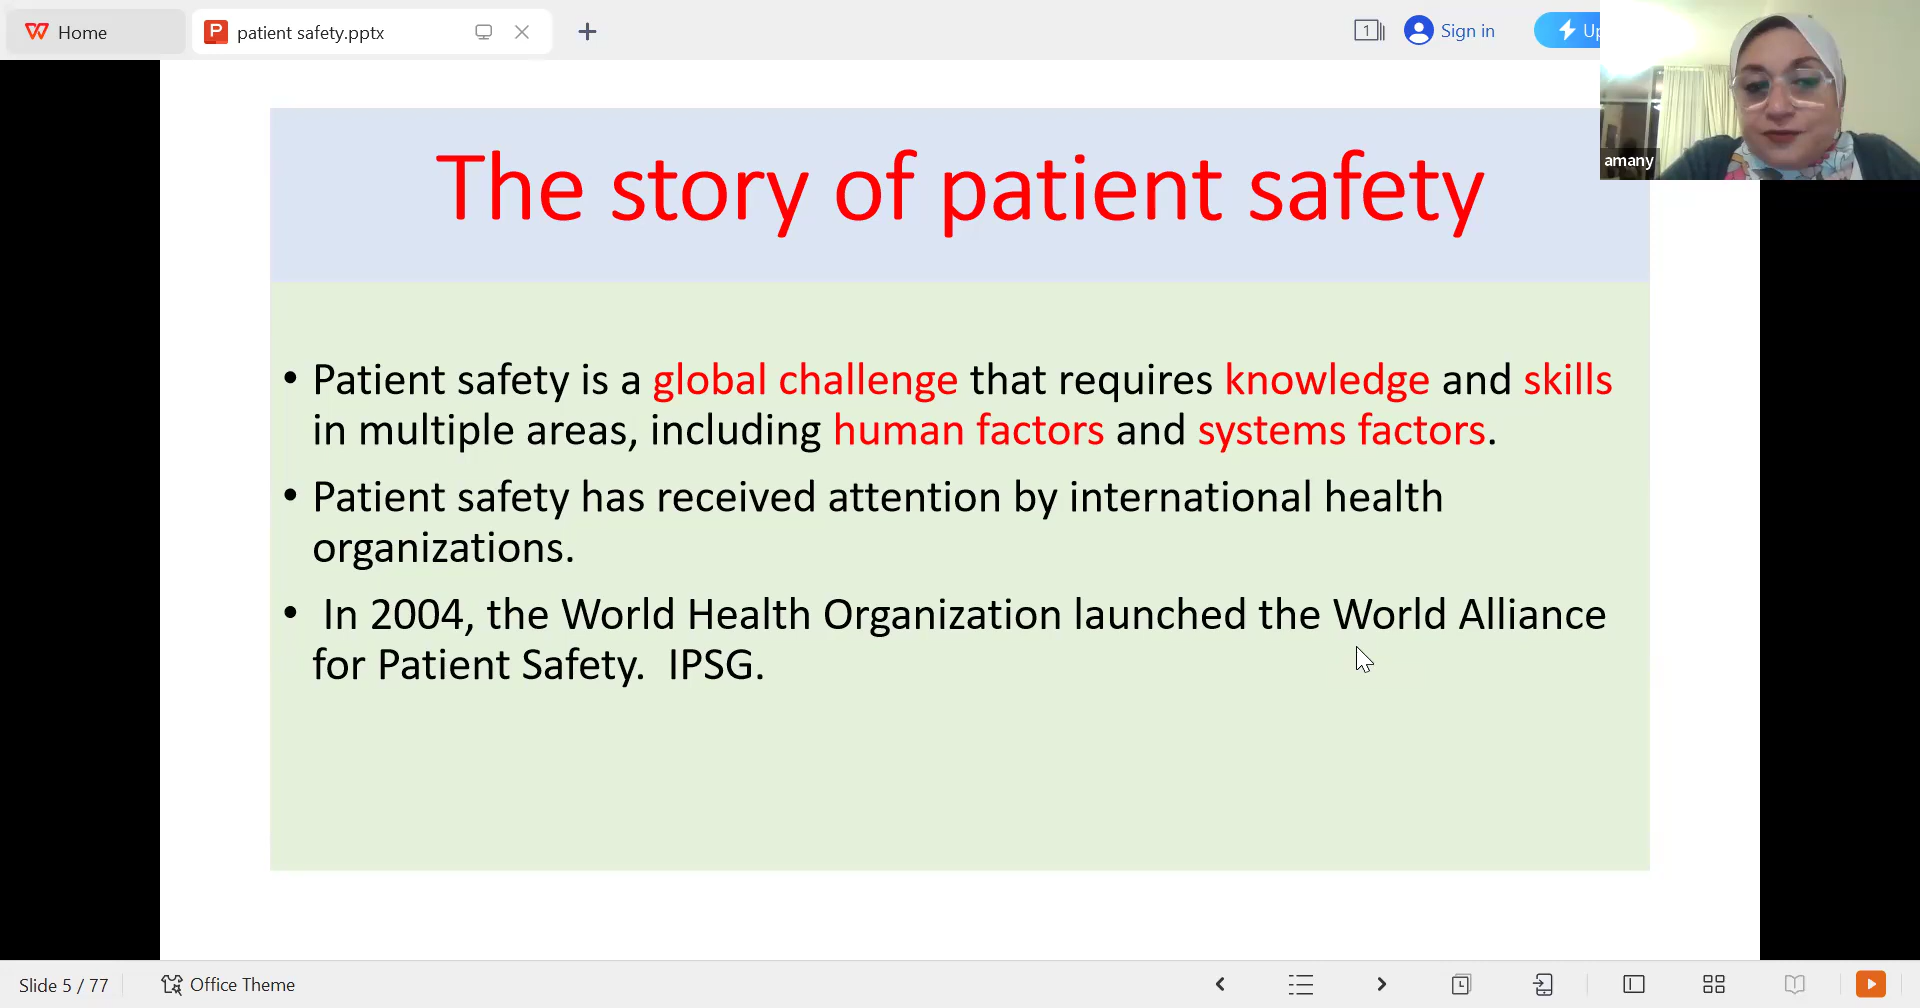 Home
patient safety.pptx
1
Sign in
Up
amany
The story of patient safety
• Patient safety is a global challenge that requires knowledge and skills
in multiple areas, including human factors and systems factors.
• Patient safety has received attention by international health
organizations.
• In 2004, the World Health Organization launched the World Alliance
for Patient Safety.  IPSG.
Slide 5 / 77
Office Theme